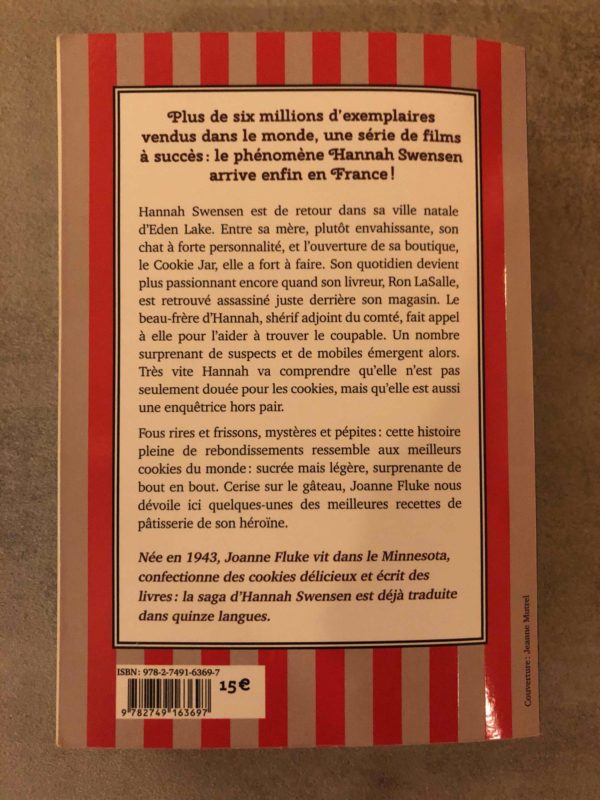 Plus de six millions d'exemplaires
vendus dans le monde, une série de films
à succès : le phénomène Hannah Swensen
arrive enfin en France !
Hannah Swensen est de retour dans sa ville natale
d'Eden Lake. Entre sa mère, plutôt envahissante, son
chat à forte personnalité, et l'ouverture de sa boutique,
le Cookie Jar, elle a fort à faire. Son quotidien devient
plus passionnant encore quand son livreur, Ron LaSalle,
est retrouvé assassiné juste derrière son magasin. Le
beau-frère d'Hannah, shérif adjoint du comté, fait appel
à elle pour l'aider à trouver le coupable. Un nombre
surprenant de suspects et de mobiles émergent alors.
Très vite Hannah va comprendre qu'elle n'est pas
seulement douée pour les cookies, mais qu'elle est aussi
une enquêtrice hors pair.
Fous rires et frissons, mystères et pépites : cette histoire
pleine de rebondissements ressemble aux meilleurs
cookies du monde : sucrée mais légère, surprenante de
bout en bout. Cerise sur le gâteau, Joanne Fluke nous
dévoile ici quelques-unes des meilleures recettes de
pâtisserie de son héroïne.
Née en 1943, Joanne Fluke vit dans le Minnesota,
confectionne des cookies délicieux et écrit des
livres : la saga d'Hannah Swensen est déjà traduite
dans quinze langues.
ISBN : 978-2-7491-6369-7
15 €
9 782749 163697
Couverture : Jeanne Mutrel